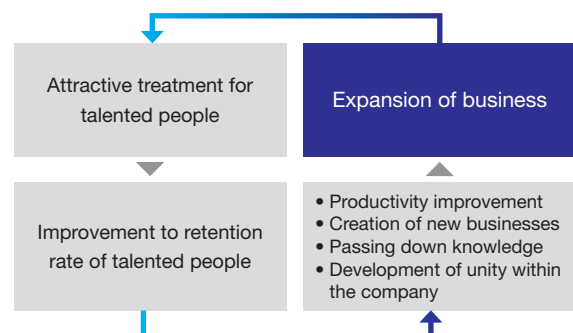 Attractive treatment for
talented people
Expansion of business
Improvement to retention
rate of talented people
• Productivity improvement
• Creation of new businesses
• Passing down knowledge
• Development of unity within
the company